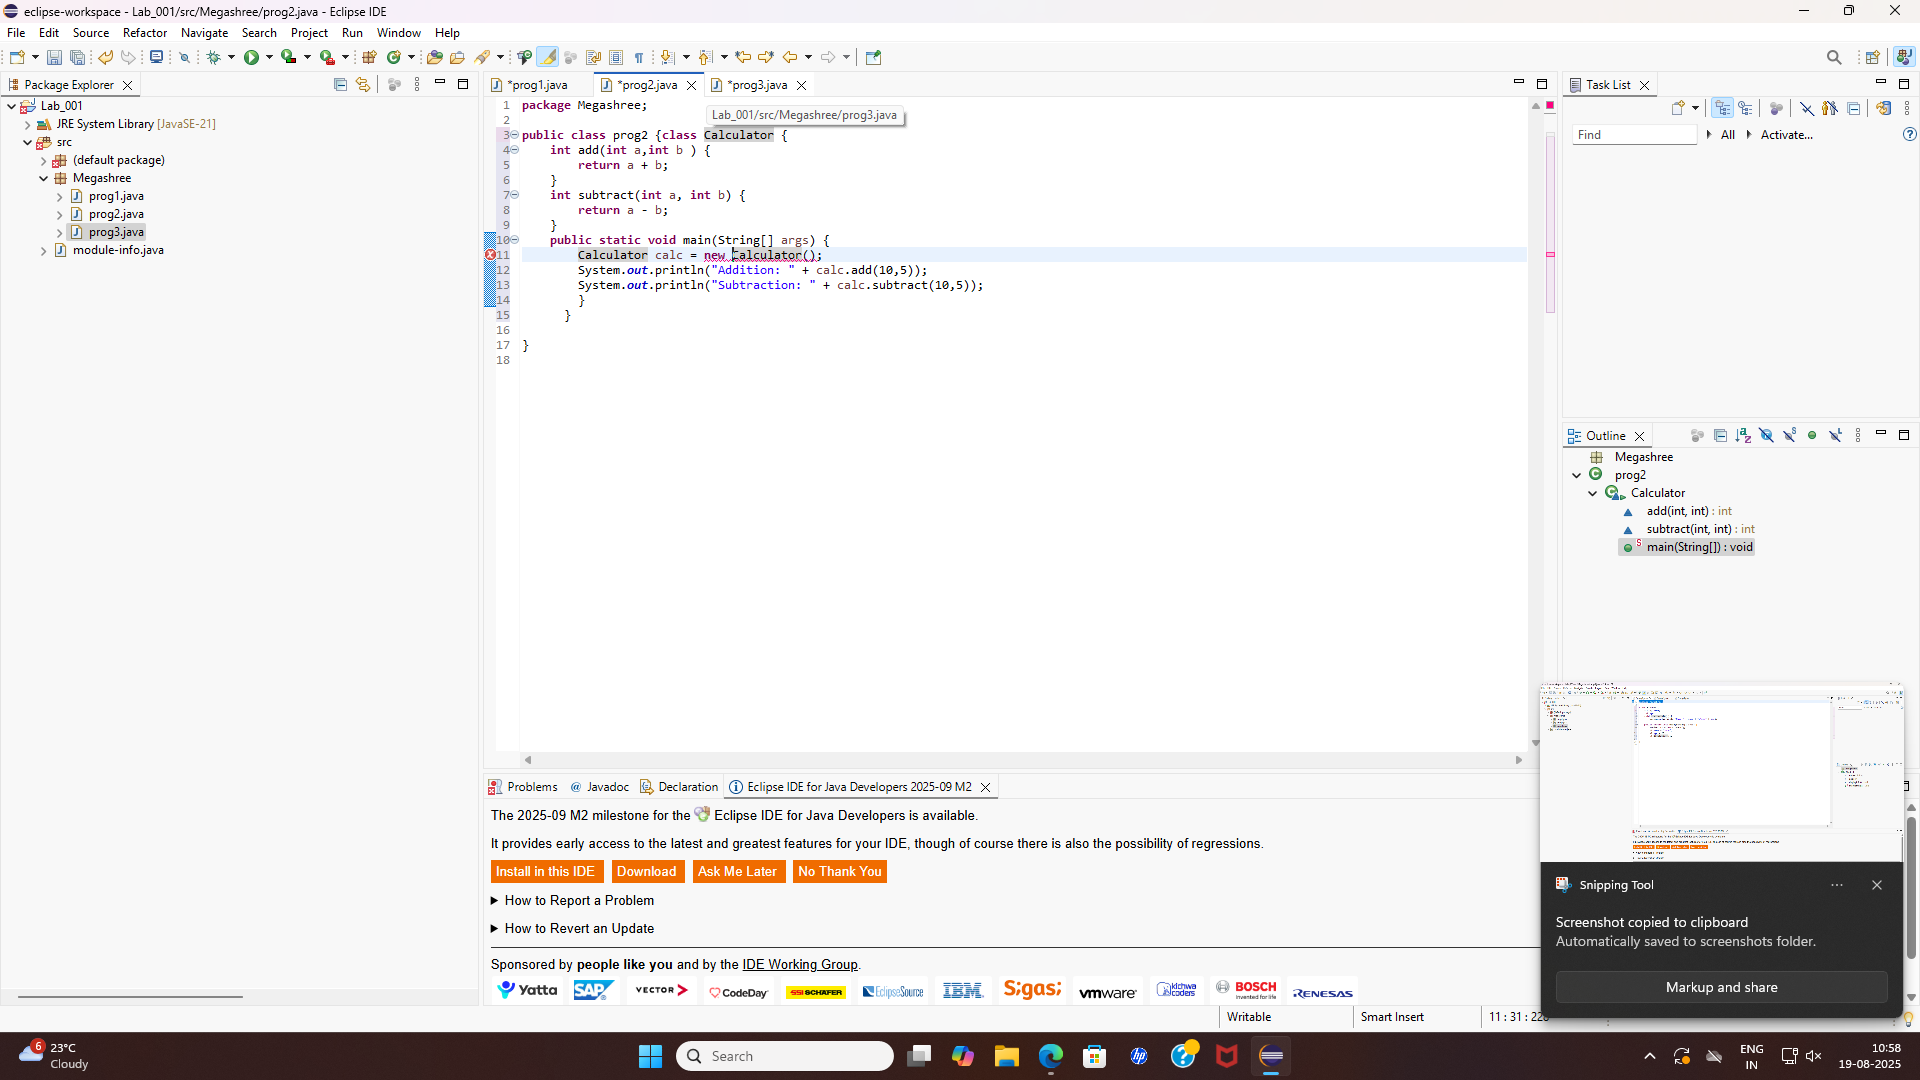 eclipse-workspace - Lab_001/src/Megashree/prog2.java - Eclipse IDE
File Edit Source Refactor Navigate Search Project Run Window Help
Package Explorer
Lab_001
JRE System Library [JavaSE-21]
src
(default package)
Megashree
prog1.java
prog2.java
prog3.java
module-info.java
*prog1.java *prog2.java *prog3.java
Lab_001/src/Megashree/prog3.java
1 package Megashree;
2
3 public class prog2 {class Calculator {
4 int add(int a,int b ) {
5 return a + b;
6 }
7 int subtract(int a, int b) {
8 return a - b;
9 }
10 public static void main(String[] args) {
11 Calculator calc = new Calculator();
12 System.out.println("Addition: " + calc.add(10,5));
13 System.out.println("Subtraction: " + calc.subtract(10,5));
14 }
15 }
16
17 }
18
Task List
Find All Activate...
Outline
Megashree
prog2
Calculator
add(int, int) : int
subtract(int, int) : int
main(String[]) : void
Problems @ Javadoc Declaration Eclipse IDE for Java Developers 2025-09 M2
The 2025-09 M2 milestone for the Eclipse IDE for Java Developers is available.
It provides early access to the latest and greatest features for your IDE, though of course there is also the possibility of regressions.
Install in this IDE Download Ask Me Later No Thank You
How to Report a Problem
How to Revert an Update
Sponsored by people like you and by the IDE Working Group.
Yatta SAP VECTOR CodeDay SSI SCHAEFER EclipseSource IBM Sigasi vmware kichwa coders BOSCH Invented for life RENESAS
Snipping Tool
Screenshot copied to clipboard
Automatically saved to screenshots folder.
Markup and share
Writable Smart Insert
23°C
Cloudy
6
Search
ENG
IN
10:58
19-08-2025